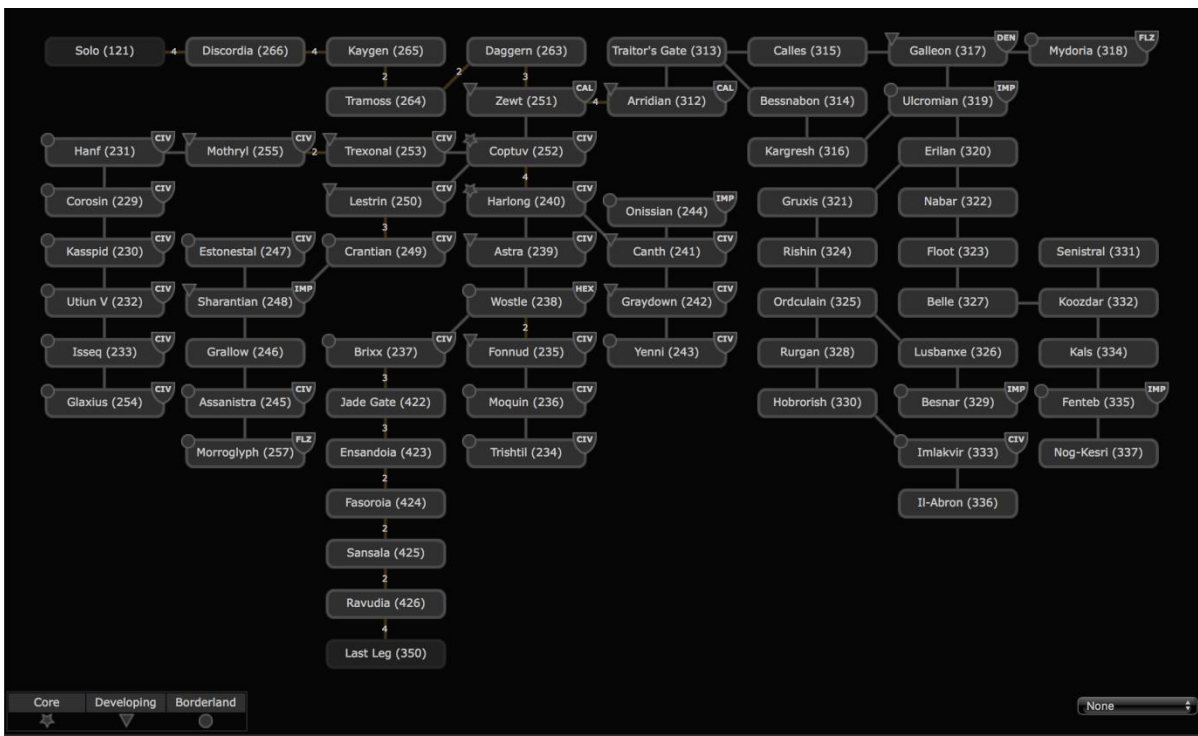 Solo (121) 4 Discordia (266) 4 Kaygen (265) Daggern (263) Traitor's Gate (313) Calles (315) Galleon (317) DEN Mydoria (318) FLZ
2 2 3
Tramoss (264) Zewt (251) CAL 4 Arridian (312) CAL Bessnabon (314) Ulcromian (319) IMP
Hanf (231) CIV Mothryl (255) CIV 2 Trexonal (253) CIV Coptuv (252) CIV Kargresh (316) Erilan (320)
4
Corosin (229) CIV Lestrin (250) CIV Harlong (240) CIV Onissian (244) IMP Gruxis (321) Nabar (322)
3
Kasspid (230) CIV Estonestal (247) CIV Crantian (249) CIV Astra (239) CIV Canth (241) CIV Rishin (324) Floot (323) Senistral (331)
Utiun V (232) CIV Sharantian (248) IMP Wostle (238) HEX Graydown (242) CIV Ordculain (325) Belle (327) Koozdar (332)
2
Isseq (233) CIV Grallow (246) Brixx (237) CIV Fonnud (235) CIV Yenni (243) CIV Rurgan (328) Lusbanxe (326) Kals (334)
3
Glaxius (254) CIV Assanistra (245) CIV Jade Gate (422) Moquin (236) CIV Hobrorish (330) Besnar (329) IMP Fenteb (335) IMP
3
Morroglyph (257) FLZ Ensandoia (423) Trishtil (234) CIV Imlakvir (333) CIV Nog-Kesri (337)
2
Fasoroia (424) Il-Abron (336)
2
Sansala (425)
2
Ravudia (426)
4
Last Leg (350)
Core Developing Borderland
None